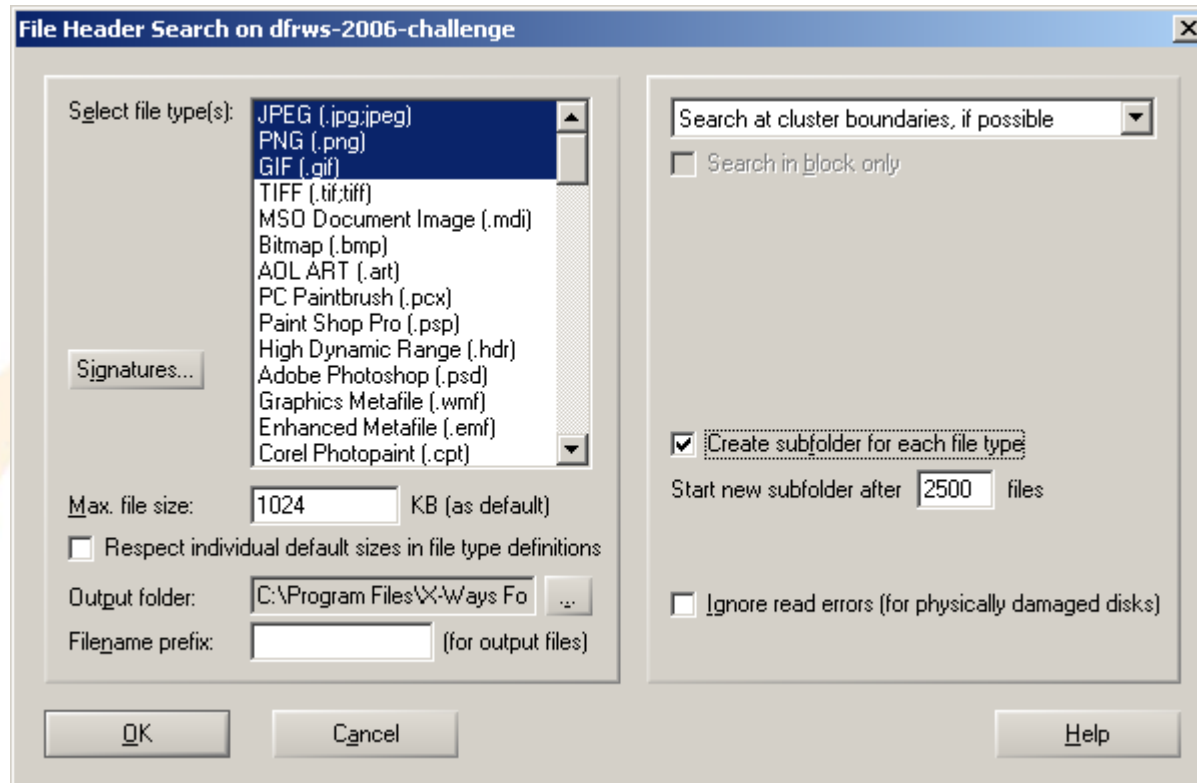 File Header Search on dfrws-2006-challenge
Select file type(s):
JPEG (.jpg;jpeg)
PNG (.png)
GIF (.gif)
TIFF (.tif;tiff)
MSO Document Image (.mdi)
Bitmap (.bmp)
AOL ART (.art)
PC Paintbrush (.pcx)
Paint Shop Pro (.psp)
High Dynamic Range (.hdr)
Adobe Photoshop (.psd)
Graphics Metafile (.wmf)
Enhanced Metafile (.emf)
Corel Photopaint (.cpt)
Signatures...
Max. file size: 1024 KB (as default)
Respect individual default sizes in file type definitions
Output folder: C:\Program Files\X-Ways Fo ...
Filename prefix: (for output files)
Search at cluster boundaries, if possible
Search in block only
Create subfolder for each file type
Start new subfolder after 2500 files
Ignore read errors (for physically damaged disks)
OK Cancel Help